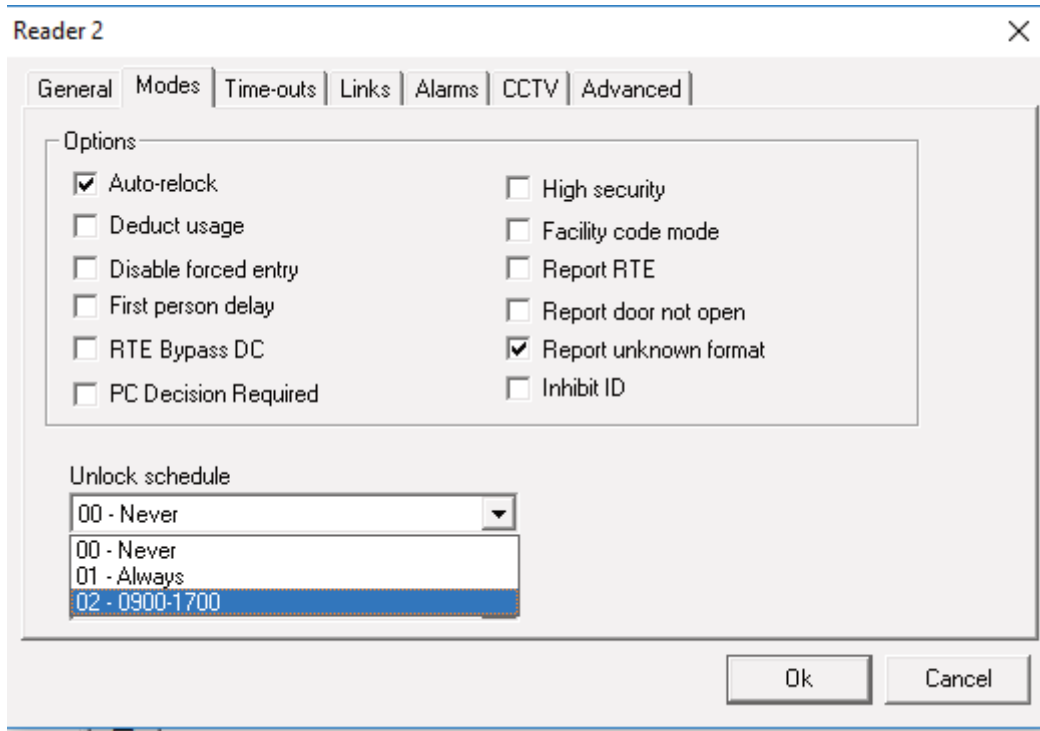 Reader 2
General Modes Time-outs Links Alarms CCTV Advanced
Options
Auto-relock
Deduct usage
Disable forced entry
First person delay
RTE Bypass DC
PC Decision Required
High security
Facility code mode
Report RTE
Report door not open
Report unknown format
Inhibit ID
Unlock schedule
00 - Never
00 - Never
01 - Always
02 - 0900-1700
Ok Cancel